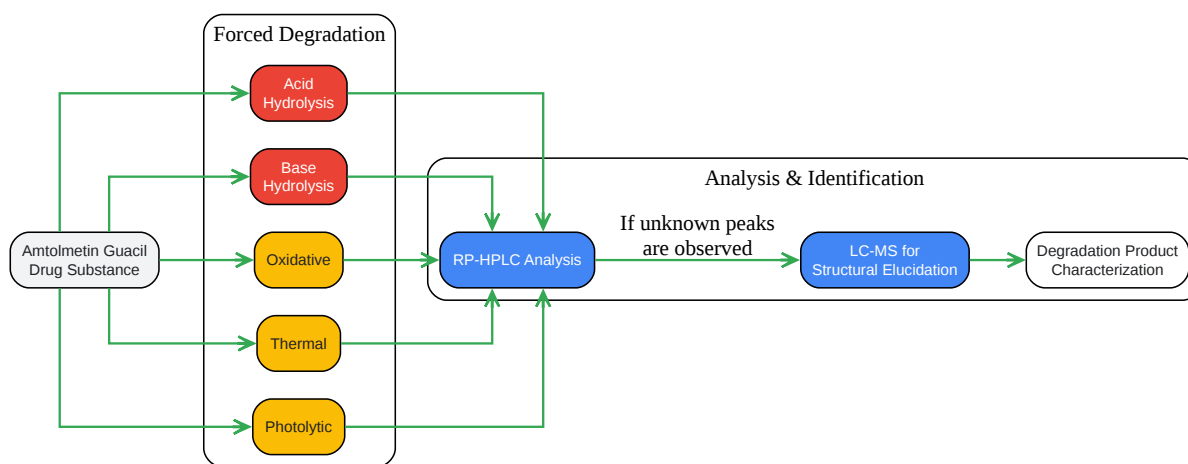 Forced Degradation
Acid
Hydrolysis
Base
Hydrolysis
Analysis & Identification
Amtolmetin Guacil
Drug Substance
Oxidative
RP-HPLC Analysis
If unknown peaks
are observed
LC-MS for
Structural Elucidation
Degradation Product
Characterization
Thermal
Photolytic